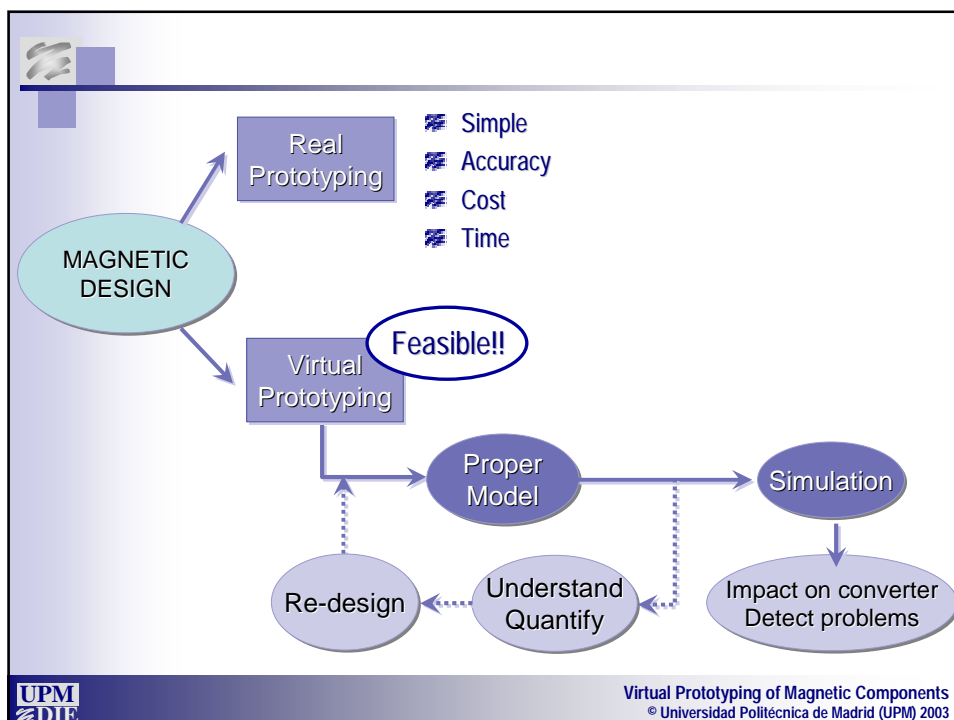 Real
Prototyping
Simple
Accuracy
Cost
Time
MAGNETIC
DESIGN
Feasible!!
Virtual
Prototyping
Proper
Model
Simulation
Re-design
Understand
Quantify
Impact on converter
Detect problems
UPM
DIE
Virtual Prototyping of Magnetic Components
© Universidad Politécnica de Madrid (UPM) 2003